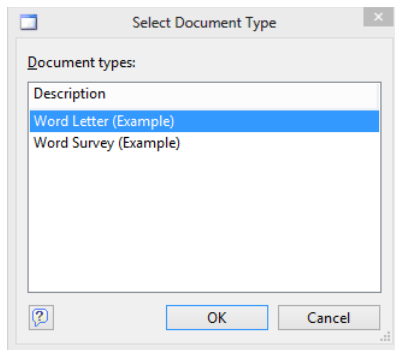 Select Document Type
Document types:
Description
Word Letter (Example)
Word Survey (Example)
OK Cancel